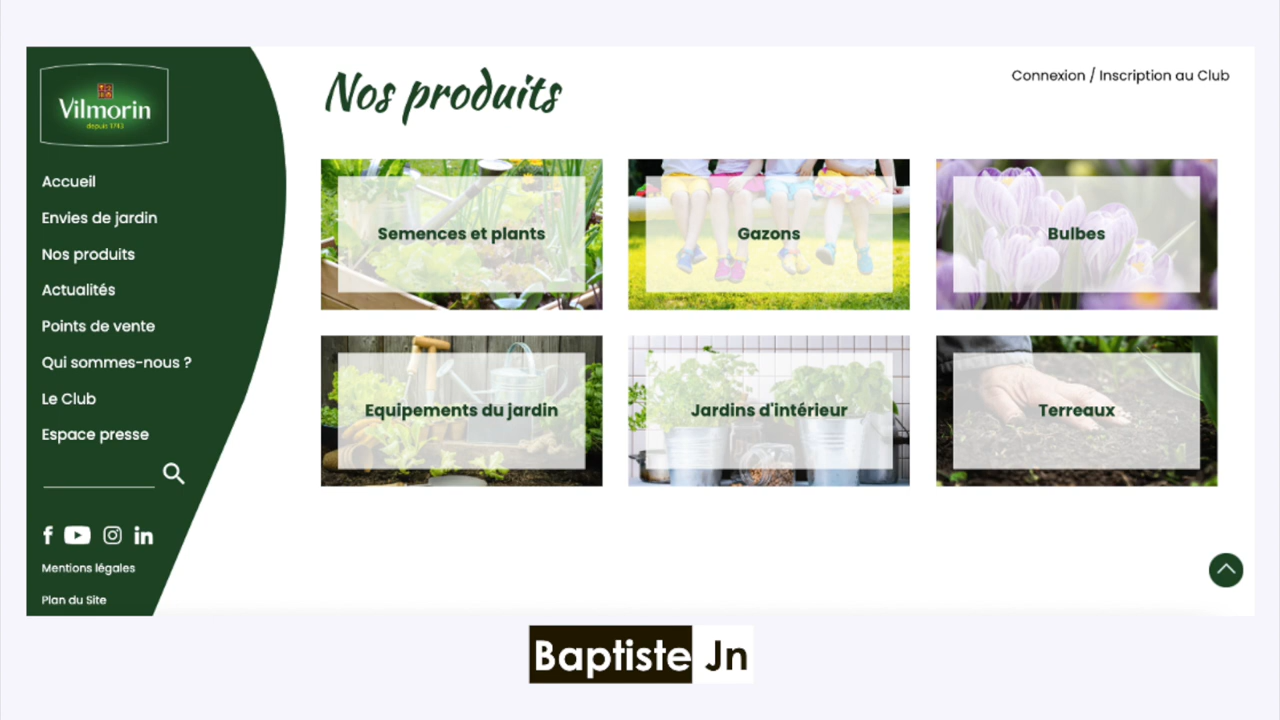 Vilmorin
depuis 1743
Accueil
Envies de jardin
Nos produits
Actualités
Points de vente
Qui sommes-nous ?
Le Club
Espace presse
Mentions légales
Plan du Site
Nos produits
Connexion / Inscription au Club
Semences et plants
Gazons
Bulbes
Equipements du jardin
Jardins d'intérieur
Terreaux
Baptiste Jn